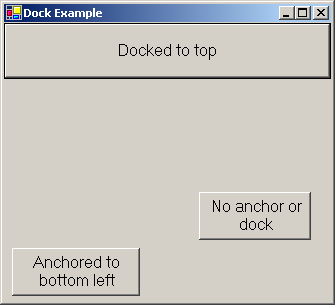 Dock Example
Docked to top
No anchor or
dock
Anchored to
bottom left